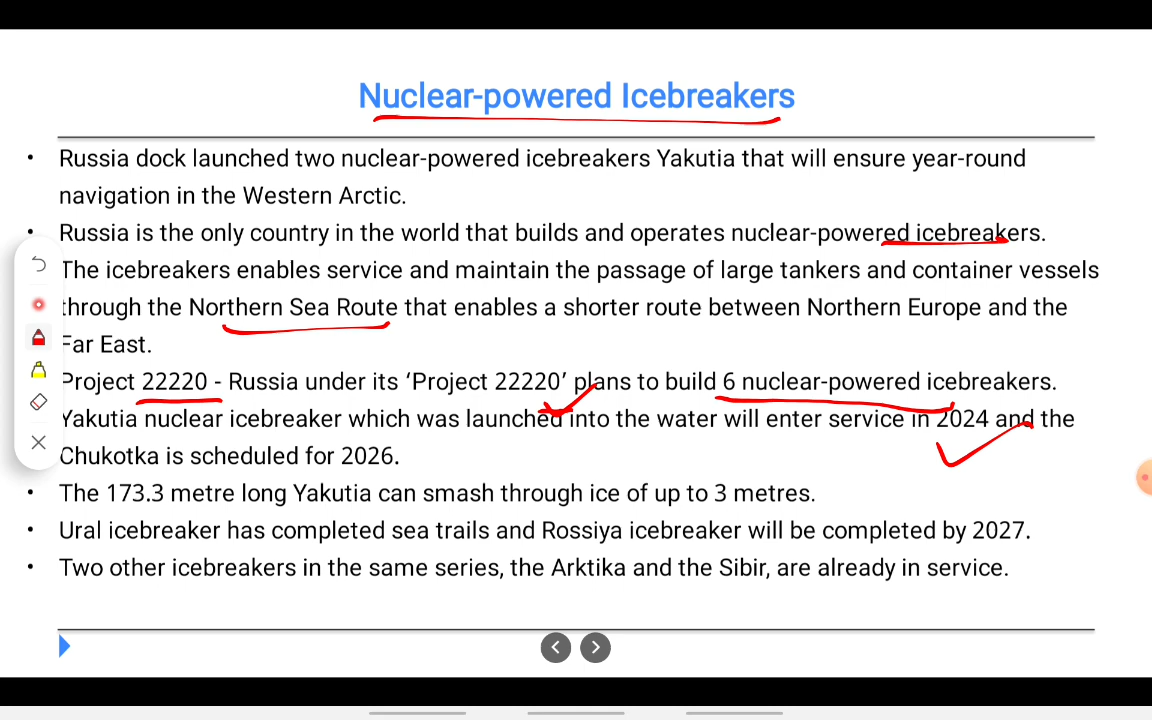 Nuclear-powered Icebreakers
• Russia dock launched two nuclear-powered icebreakers Yakutia that will ensure year-round
navigation in the Western Arctic.
• Russia is the only country in the world that builds and operates nuclear-powered icebreakers.
The icebreakers enables service and maintain the passage of large tankers and container vessels
through the Northern Sea Route that enables a shorter route between Northern Europe and the
Far East.
Project 22220 - Russia under its ‘Project 22220’ plans to build 6 nuclear-powered icebreakers.
Yakutia nuclear icebreaker which was launched into the water will enter service in 2024 and the
Chukotka is scheduled for 2026.
• The 173.3 metre long Yakutia can smash through ice of up to 3 metres.
• Ural icebreaker has completed sea trails and Rossiya icebreaker will be completed by 2027.
• Two other icebreakers in the same series, the Arktika and the Sibir, are already in service.